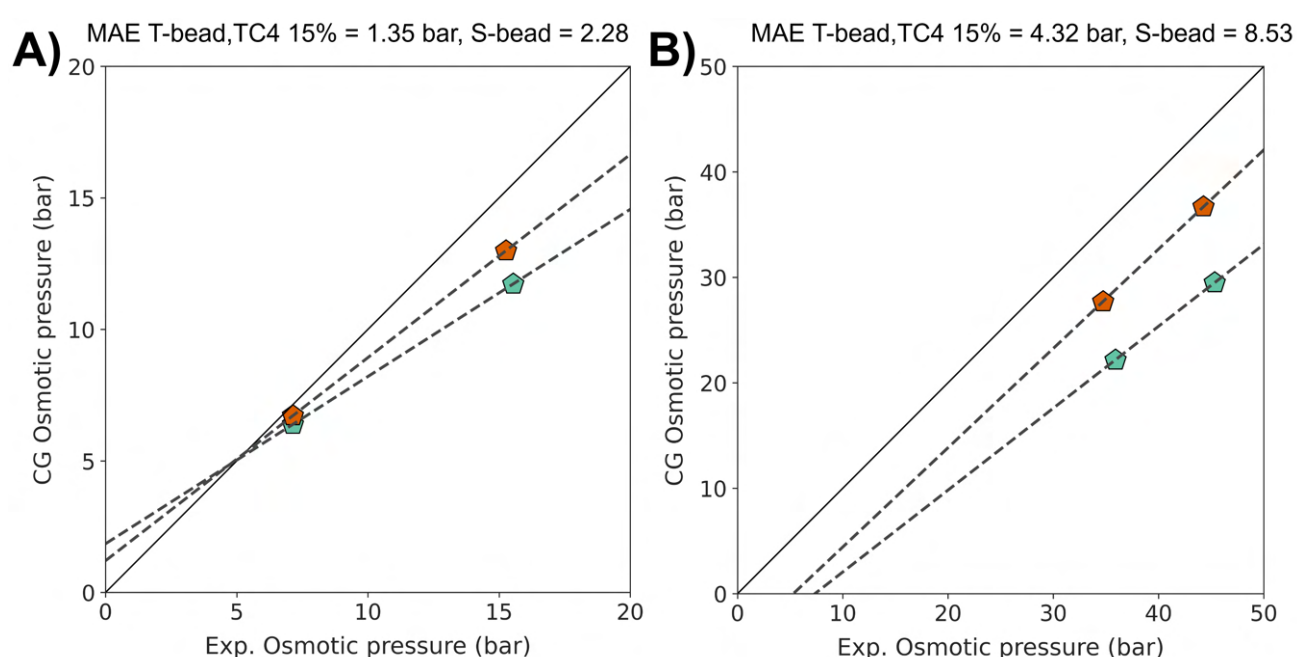 A) MAE T-bead,TC4 15% = 1.35 bar, S-bead = 2.28
20
15
10
5
0
0 5 10 15 20
CG Osmotic pressure (bar)
Exp. Osmotic pressure (bar)
B) MAE T-bead,TC4 15% = 4.32 bar, S-bead = 8.53
50
40
30
20
10
0
0 10 20 30 40 50
CG Osmotic pressure (bar)
Exp. Osmotic pressure (bar)